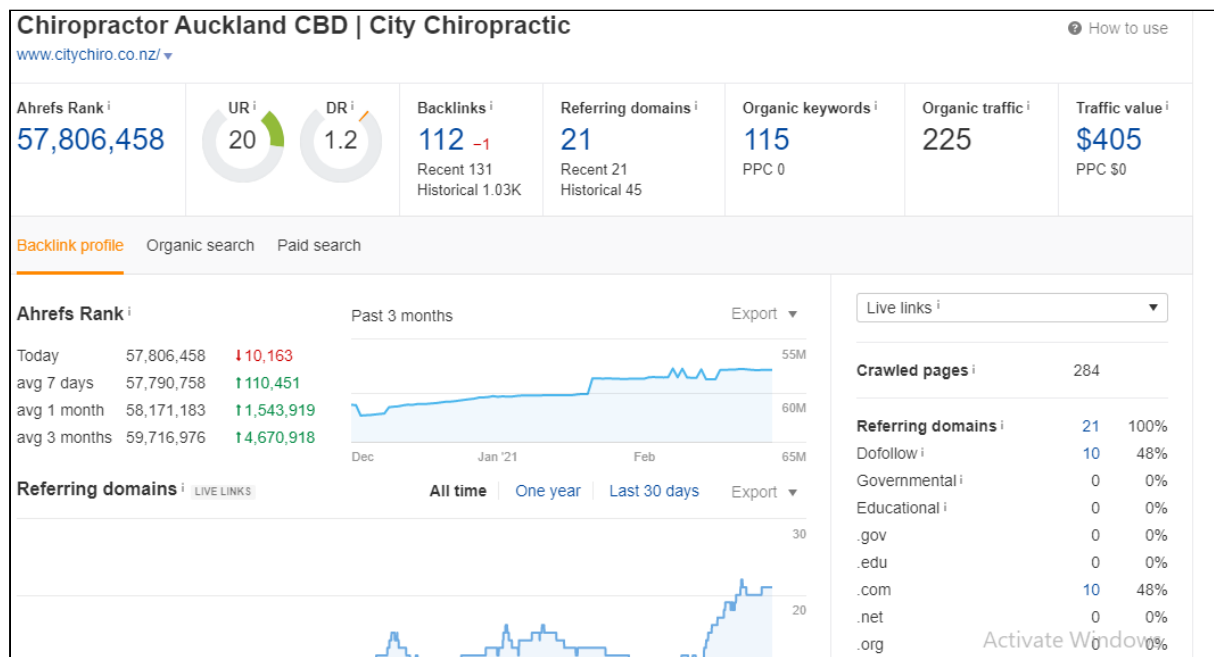 Chiropractor Auckland CBD | City Chiropractic
How to use
www.citychiro.co.nz/
Ahrefs Rank i
57,806,458
UR i
20
DR i
1.2
Backlinks i
112 -1
Recent 131
Historical 1.03K
Referring domains i
21
Recent 21
Historical 45
Organic keywords i
115
PPC 0
Organic traffic i
225
Traffic value i
$405
PPC $0
Backlink profile Organic search Paid search
Ahrefs Rank i
Today 57,806,458 ↓10,163
avg 7 days 57,790,758 ↑110,451
avg 1 month 58,171,183 ↑1,543,919
avg 3 months 59,716,976 ↑4,670,918
Past 3 months Export
55M
60M
65M
Dec Jan '21 Feb
Referring domains i LIVE LINKS All time One year Last 30 days Export
30
20
Live links i
Crawled pages i 284
Referring domains i 21 100%
Dofollow i 10 48%
Governmental i 0 0%
Educational i 0 0%
.gov 0 0%
.edu 0 0%
.com 10 48%
.net 0 0%
.org 0 0%
Activate Windows